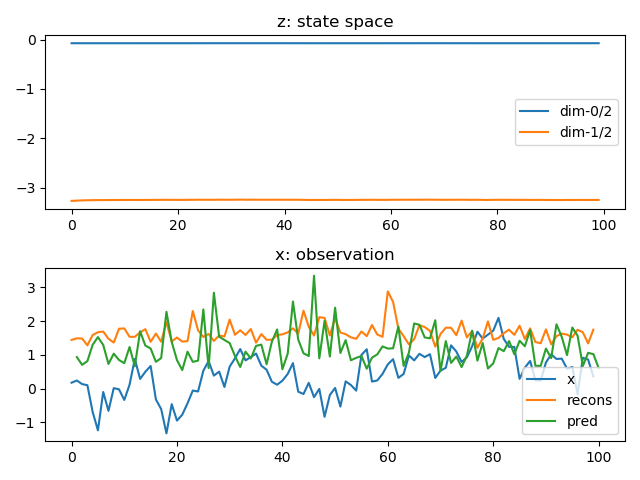 z: state space
0
−1
−2
−3
dim-0/2
dim-1/2
0 20 40 60 80 100
x: observation
3
2
1
0
−1
x
recons
pred
0 20 40 60 80 100